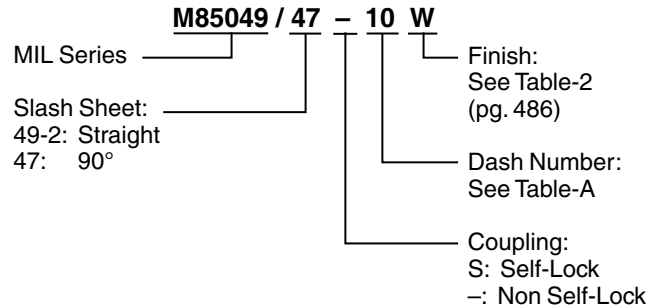 M85049 / 47 – 10 W
MIL Series
Slash Sheet:
49-2: Straight
47: 90°
Finish:
See Table-2
(pg. 486)
Dash Number:
See Table-A
Coupling:
S: Self-Lock
–: Non Self-Lock